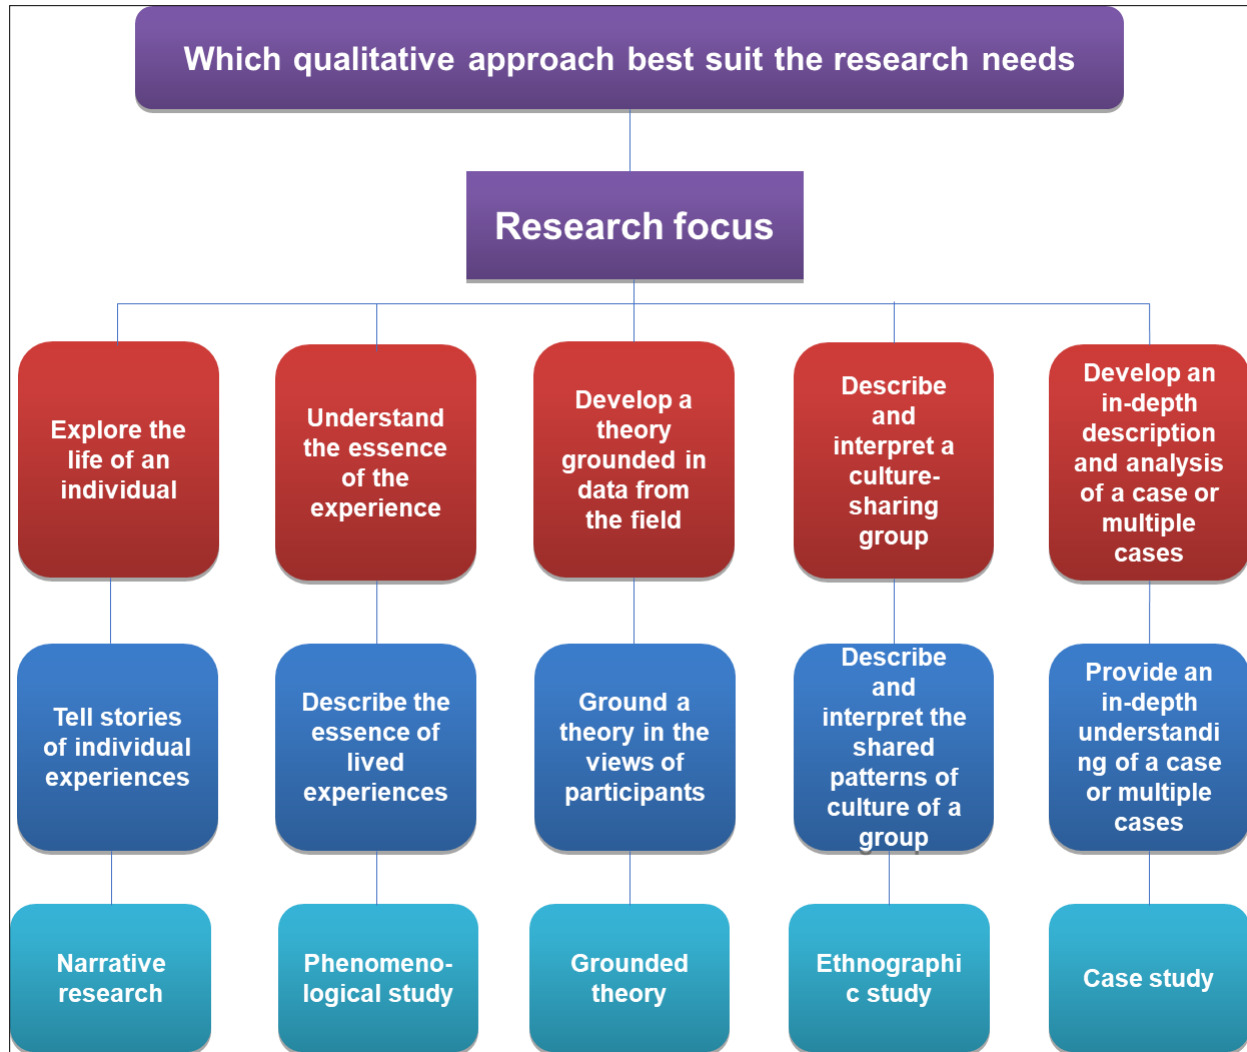 Which qualitative approach best suit the research needs
Research focus
Explore the
life of an
individual
Understand
the essence
of the
experience
Develop a
theory
grounded in
data from
the field
Describe
and
interpret a
culture-
sharing
group
Develop an
in-depth
description
and analysis
of a case or
multiple
cases
Tell stories
of individual
experiences
Describe the
essence of
lived
experiences
Ground a
theory in the
views of
participants
Describe
and
interpret the
shared
patterns of
culture of a
group
Provide an
in-depth
understandi
ng of a case
or multiple
cases
Narrative
research
Phenomeno-
logical study
Grounded
theory
Ethnographi
c study
Case study